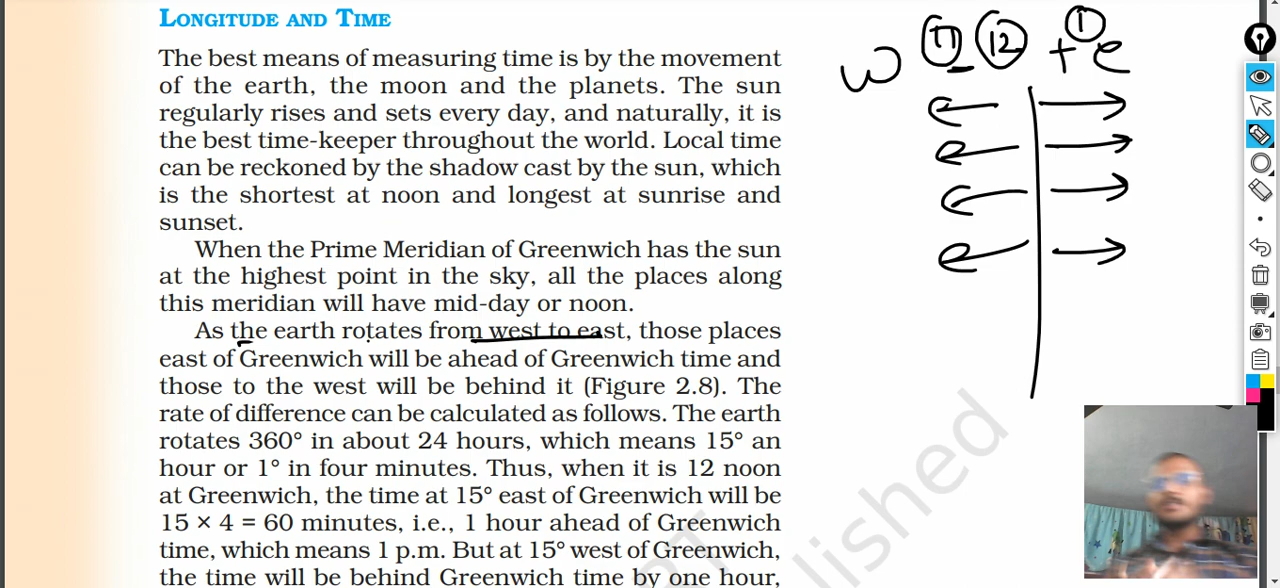 LONGITUDE AND TIME
The best means of measuring time is by the movement
of the earth, the moon and the planets. The sun
regularly rises and sets every day, and naturally, it is
the best time-keeper throughout the world. Local time
can be reckoned by the shadow cast by the sun, which
is the shortest at noon and longest at sunrise and
sunset.
When the Prime Meridian of Greenwich has the sun
at the highest point in the sky, all the places along
this meridian will have mid-day or noon.
As the earth rotates from west to east, those places
east of Greenwich will be ahead of Greenwich time and
those to the west will be behind it (Figure 2.8). The
rate of difference can be calculated as follows. The earth
rotates 360° in about 24 hours, which means 15° an
hour or 1° in four minutes. Thus, when it is 12 noon
at Greenwich, the time at 15° east of Greenwich will be
15 × 4 = 60 minutes, i.e., 1 hour ahead of Greenwich
time, which means 1 p.m. But at 15° west of Greenwich,
the time will be behind Greenwich time by one hour,
W 11 12 + e 1
lished